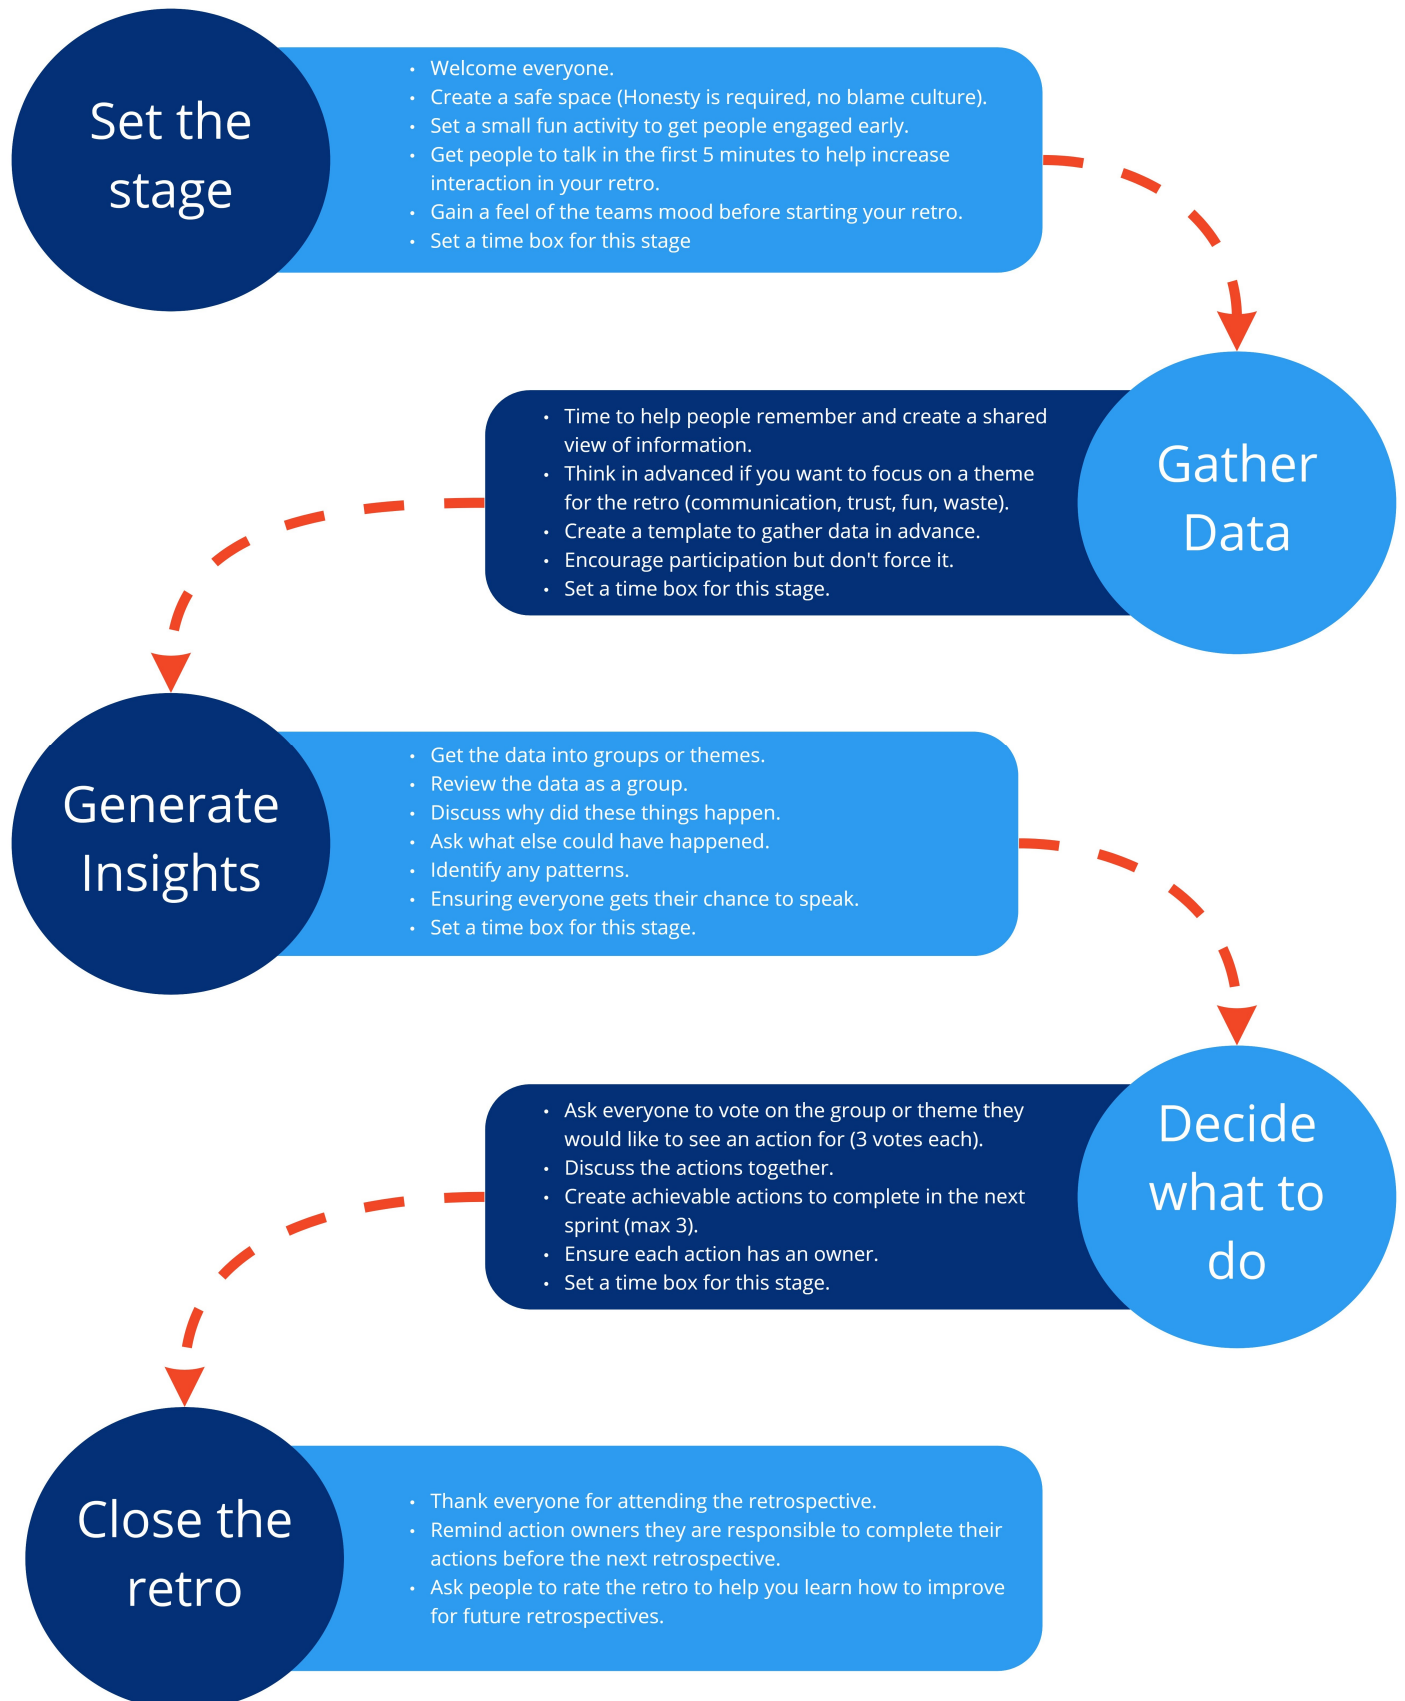 Set the
stage
• Welcome everyone.
• Create a safe space (Honesty is required, no blame culture).
• Set a small fun activity to get people engaged early.
• Get people to talk in the first 5 minutes to help increase
interaction in your retro.
• Gain a feel of the teams mood before starting your retro.
• Set a time box for this stage
Gather
Data
• Time to help people remember and create a shared
view of information.
• Think in advanced if you want to focus on a theme
for the retro (communication, trust, fun, waste).
• Create a template to gather data in advance.
• Encourage participation but don't force it.
• Set a time box for this stage.
Generate
Insights
• Get the data into groups or themes.
• Review the data as a group.
• Discuss why did these things happen.
• Ask what else could have happened.
• Identify any patterns.
• Ensuring everyone gets their chance to speak.
• Set a time box for this stage.
Decide
what to
do
• Ask everyone to vote on the group or theme they
would like to see an action for (3 votes each).
• Discuss the actions together.
• Create achievable actions to complete in the next
sprint (max 3).
• Ensure each action has an owner.
• Set a time box for this stage.
Close the
retro
• Thank everyone for attending the retrospective.
• Remind action owners they are responsible to complete their
actions before the next retrospective.
• Ask people to rate the retro to help you learn how to improve
for future retrospectives.